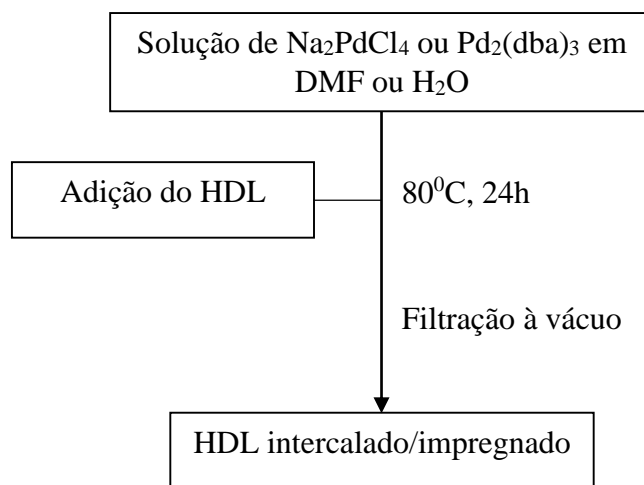 Solução de Na₂PdCl₄ ou Pd₂(dba)₃ em
DMF ou H₂O
Adição do HDL
80⁰C, 24h
Filtração à vácuo
HDL intercalado/impregnado